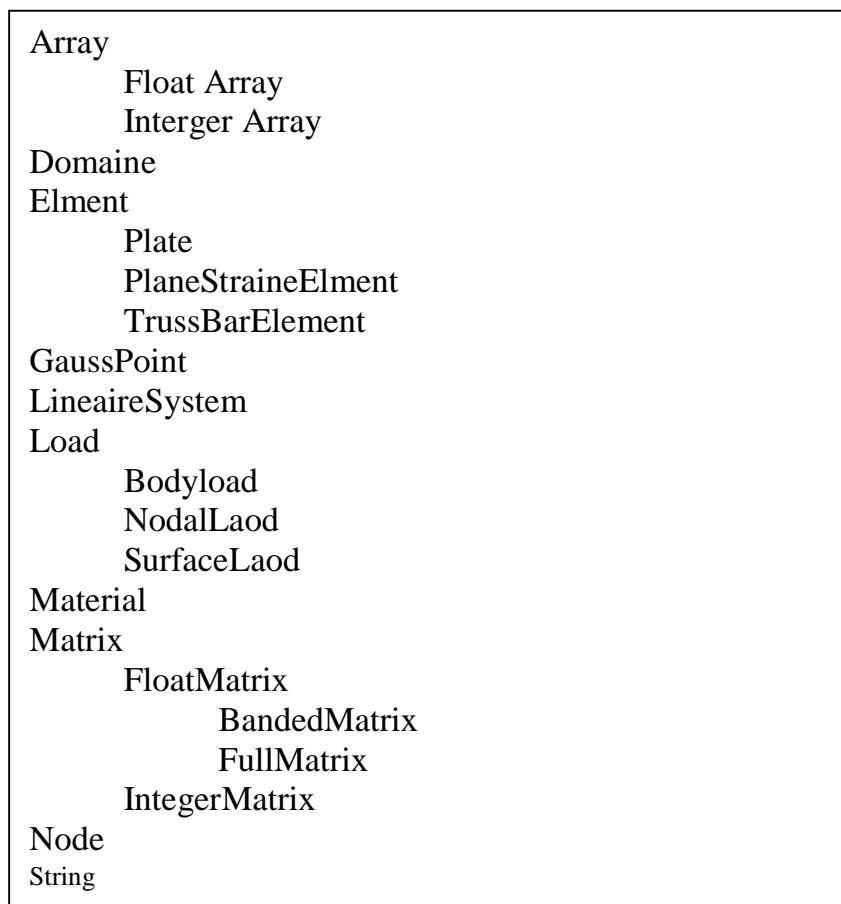 Array
Float Array
Interger Array
Domaine
Elment
Plate
PlaneStraineElment
TrussBarElement
GaussPoint
LineaireSystem
Load
Bodyload
NodalLaod
SurfaceLaod
Material
Matrix
FloatMatrix
BandedMatrix
FullMatrix
IntegerMatrix
Node
String